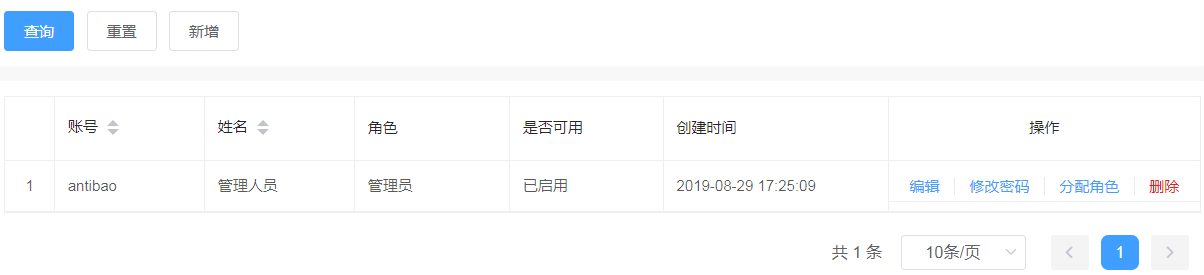 查询 重置 新增
账号 姓名 角色 是否可用 创建时间 操作
1 antibao 管理人员 管理员 已启用 2019-08-29 17:25:09 编辑 修改密码 分配角色 删除
共 1 条 10条/页 1